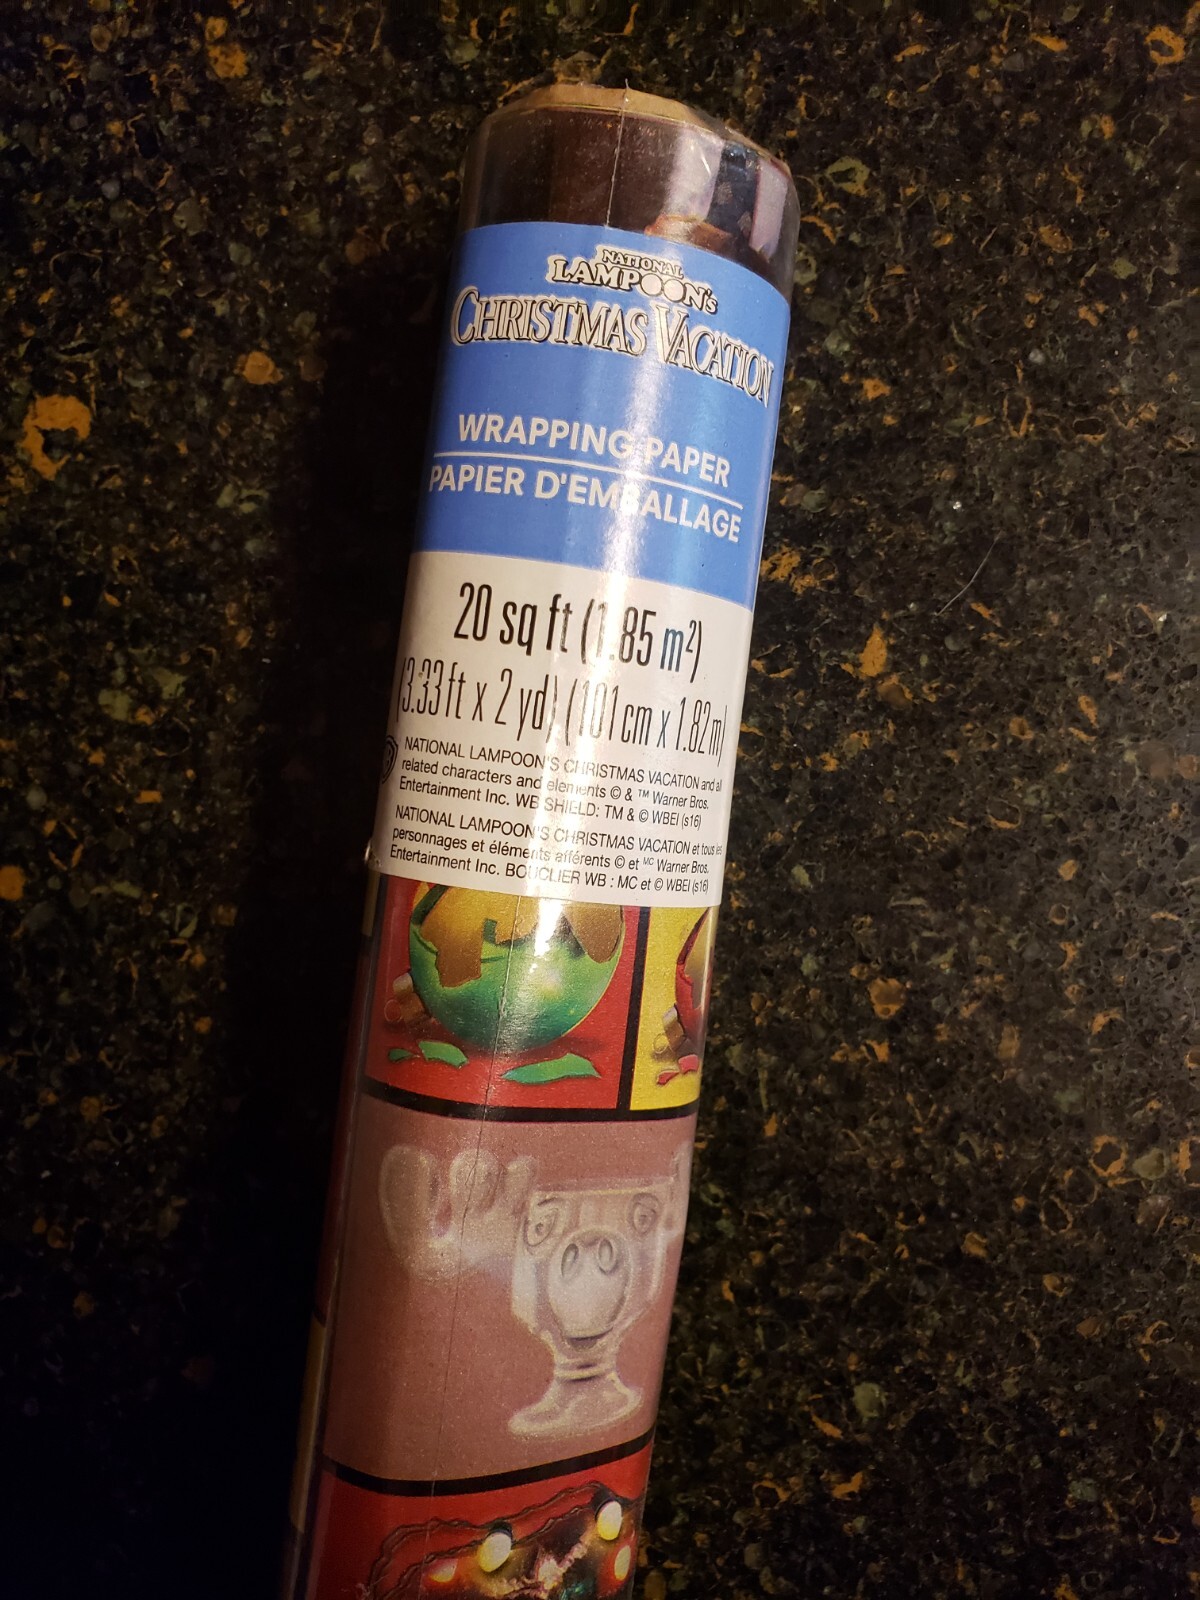 NATIONAL
LAMPOON'S
CHRISTMAS VACATION
WRAPPING PAPER
PAPIER D'EMBALLAGE
20 sq ft (1.85 m²)
(3.33 ft x 2 yd) (101 cm x 1.82 m)
NATIONAL LAMPOON'S CHRISTMAS VACATION and all
related characters and elements © & ™ Warner Bros.
Entertainment Inc. WB SHIELD: TM & © WBEI (s16)
NATIONAL LAMPOON'S CHRISTMAS VACATION et tous les
personnages et éléments afférents © et MC Warner Bros.
Entertainment Inc. BOUCLIER WB : MC et © WBEI (s16)